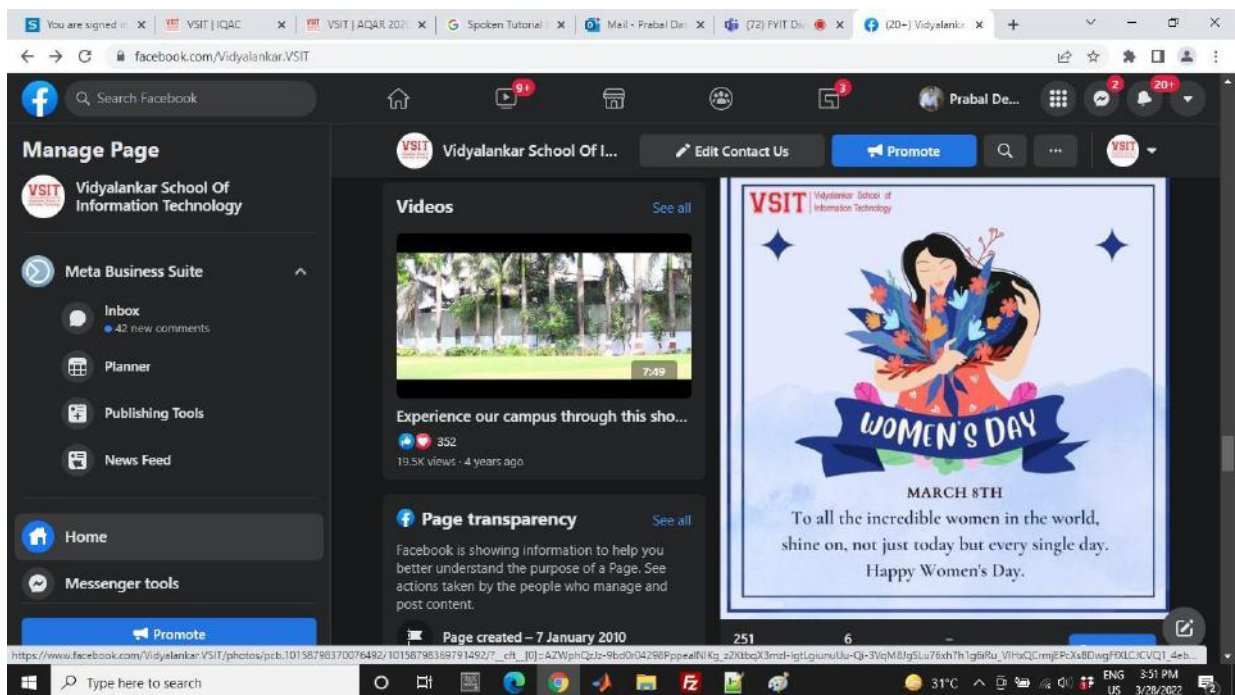 You are signed in
VSIT | IQAC
VSIT | AQAR 202
Spoken Tutorial
Mail - Prabal Da
(72) FYIT Div
(20+) Vidyalanka
facebook.com/Vidyalankar.VSIT
Search Facebook
9+
3
Prabal De...
2
20+
Manage Page
VSIT
Vidyalankar School Of
Information Technology
Meta Business Suite
Inbox
42 new comments
Planner
Publishing Tools
News Feed
Home
Messenger tools
Promote
VSIT
Vidyalankar School Of I...
Edit Contact Us
Promote
VSIT
Videos
See all
7:49
Experience our campus through this sho...
352
19.5K views · 4 years ago
Page transparency
See all
Facebook is showing information to help you
better understand the purpose of a Page. See
actions taken by the people who manage and
post content.
Page created – 7 January 2010
VSIT
Vidyalankar School of
Information Technology
WOMEN'S DAY
MARCH 8TH
To all the incredible women in the world,
shine on, not just today but every single day.
Happy Women's Day.
251
6
–
Type here to search
31°C
ENG
US
3:51 PM
3/28/2022